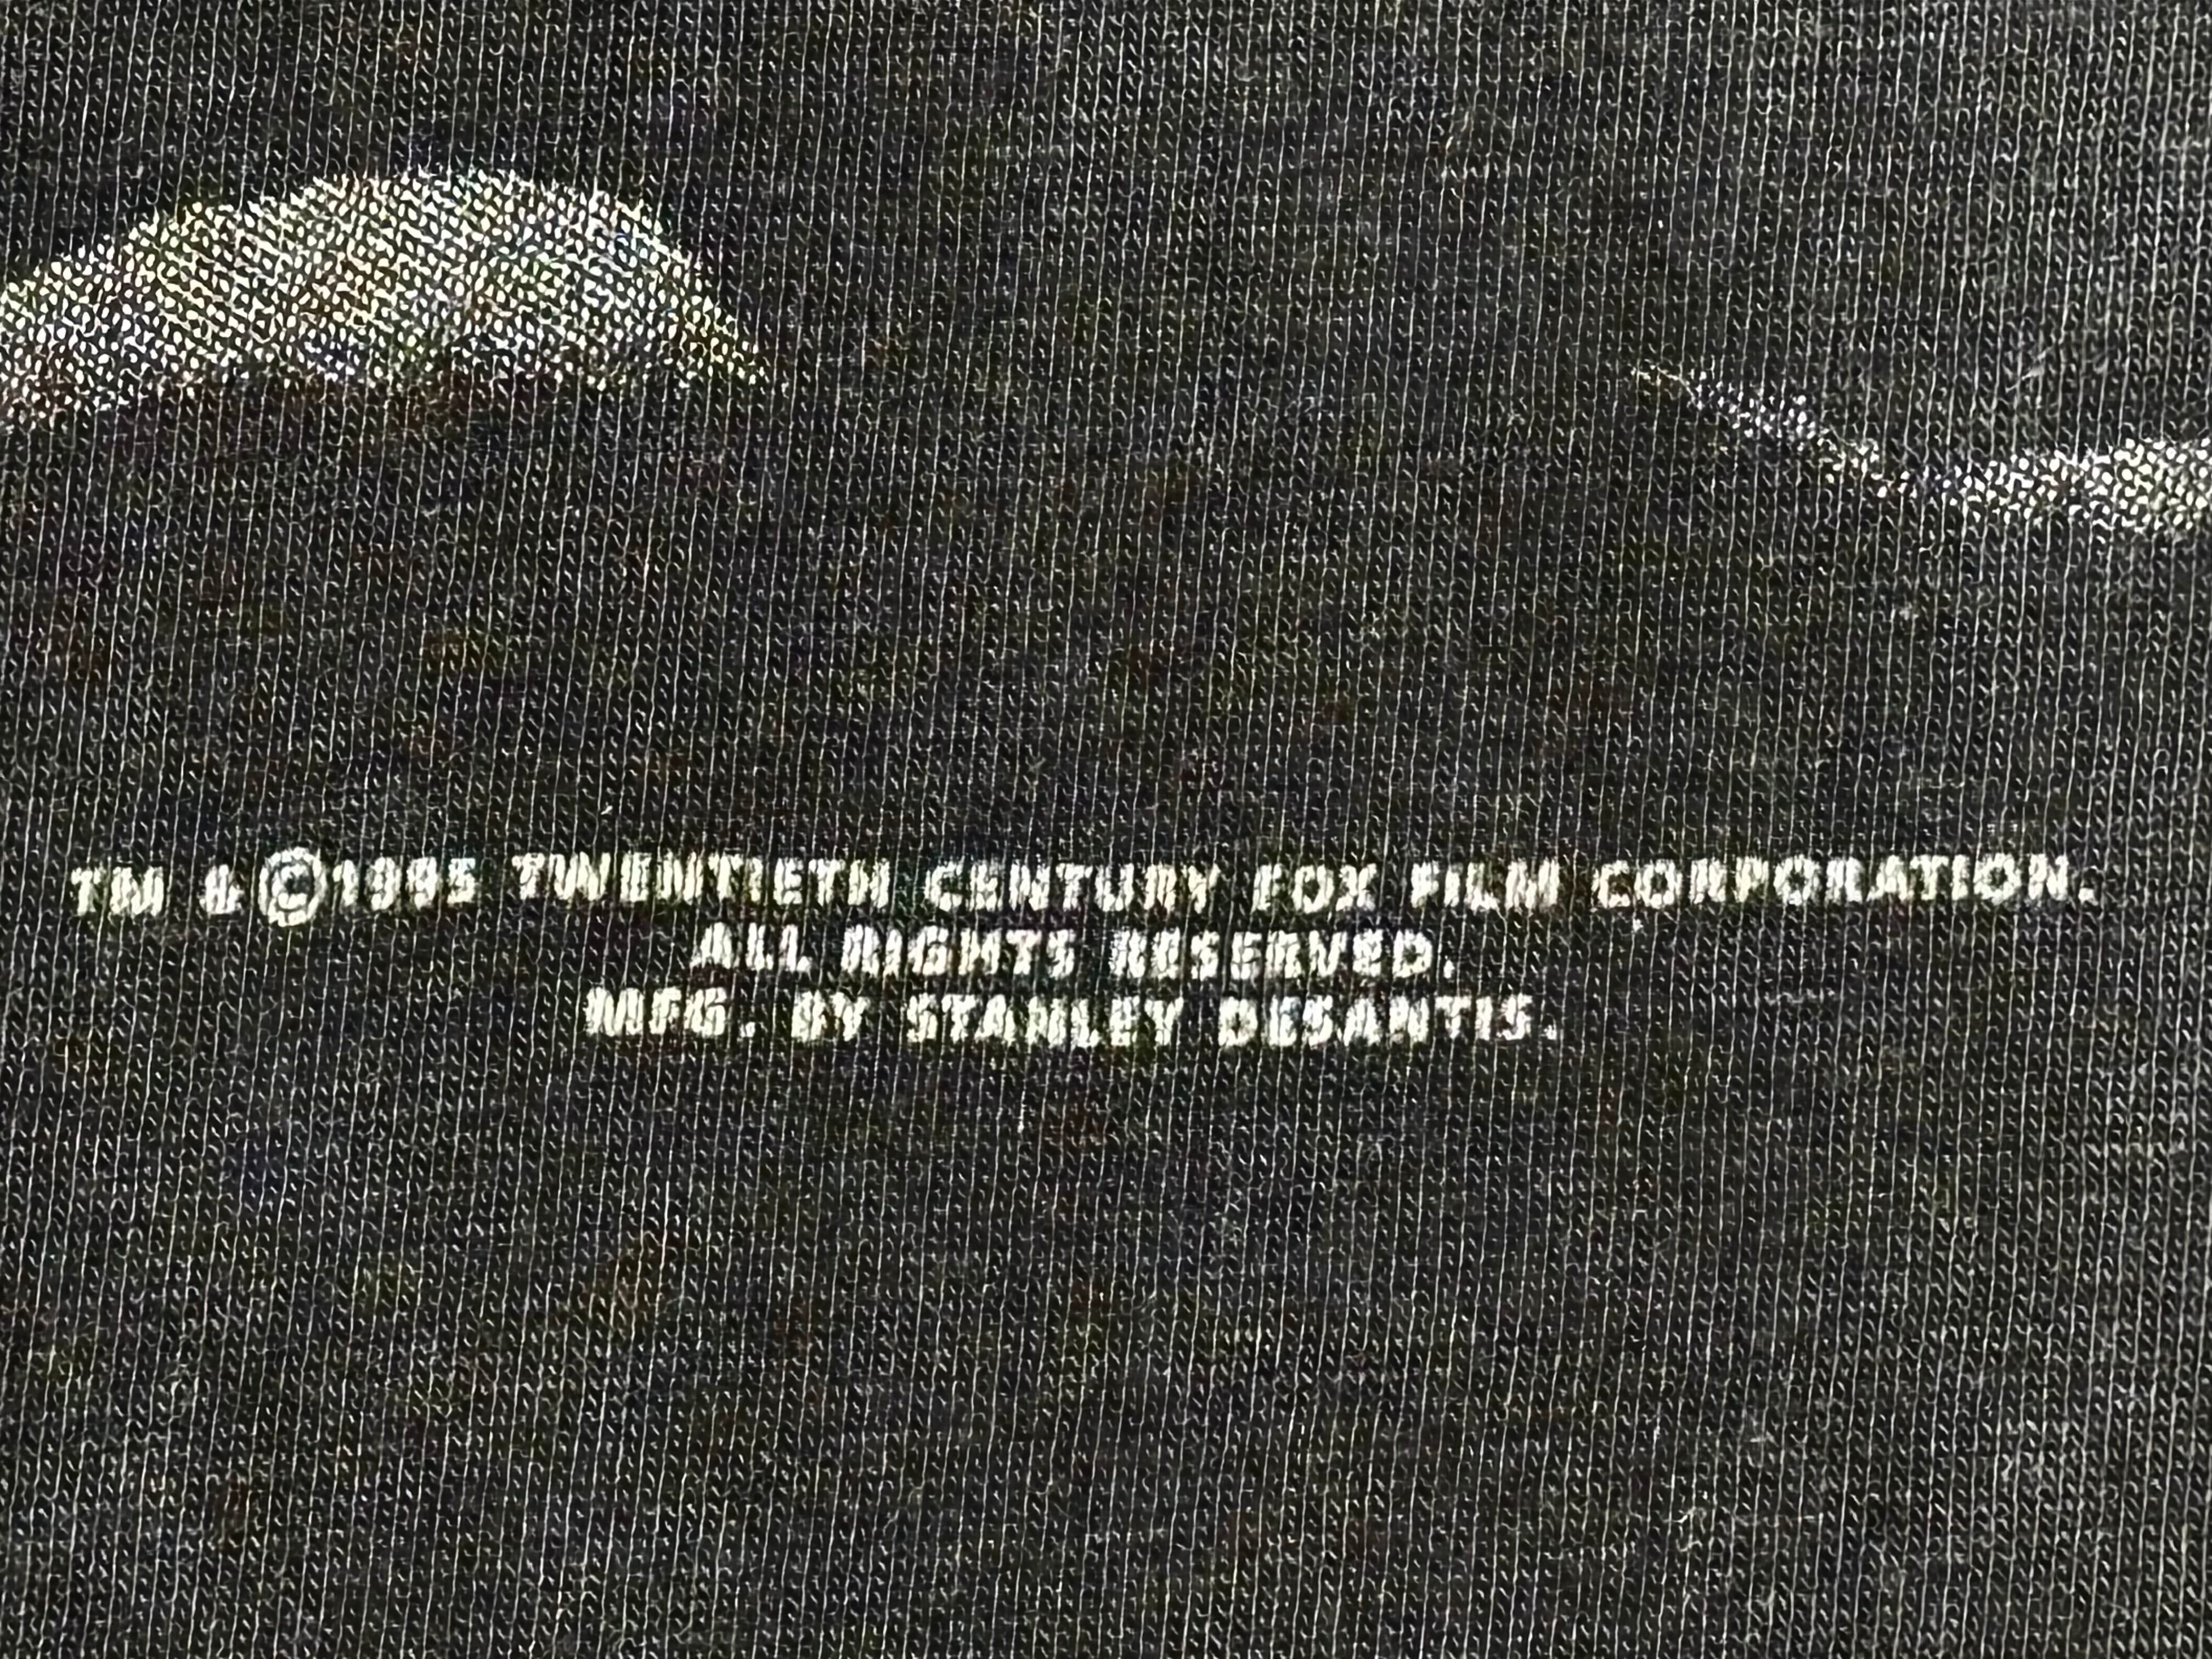 TM & ©1995 TWENTIETH CENTURY FOX FILM CORPORATION.
ALL RIGHTS RESERVED.
MFG. BY STANLEY DESANTIS.